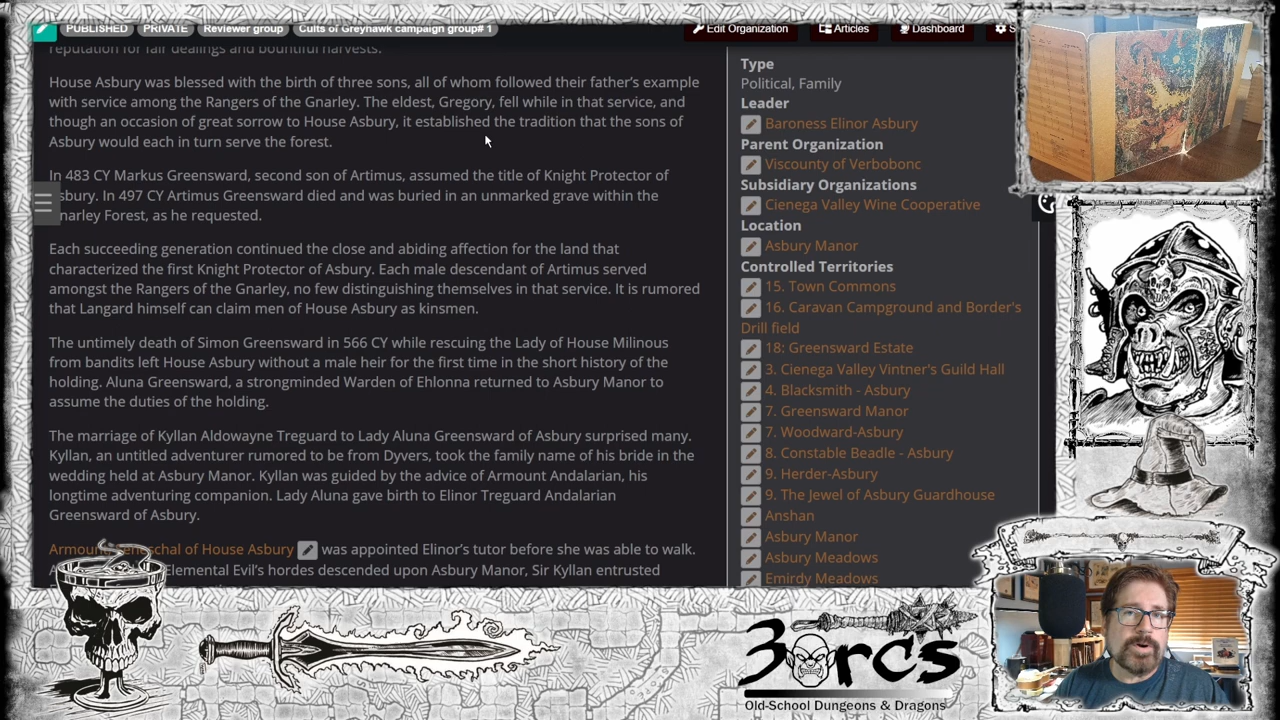 PUBLISHED PRIVATE Reviewer group Cults of Greyhawk campaign group# 1
Edit Organization Articles Dashboard S
reputation for fair dealings and bountiful harvests.
House Asbury was blessed with the birth of three sons, all of whom followed their father's example
with service among the Rangers of the Gnarley. The eldest, Gregory, fell while in that service, and
though an occasion of great sorrow to House Asbury, it established the tradition that the sons of
Asbury would each in turn serve the forest.
In 483 CY Markus Greensward, second son of Artimus, assumed the title of Knight Protector of
sbury. In 497 CY Artimus Greensward died and was buried in an unmarked grave within the
narley Forest, as he requested.
Each succeeding generation continued the close and abiding affection for the land that
characterized the first Knight Protector of Asbury. Each male descendant of Artimus served
amongst the Rangers of the Gnarley, no few distinguishing themselves in that service. It is rumored
that Langard himself can claim men of House Asbury as kinsmen.
The untimely death of Simon Greensward in 566 CY while rescuing the Lady of House Milinous
from bandits left House Asbury without a male heir for the first time in the short history of the
holding. Aluna Greensward, a strongminded Warden of Ehlonna returned to Asbury Manor to
assume the duties of the holding.
The marriage of Kyllan Aldowayne Treguard to Lady Aluna Greensward of Asbury surprised many.
Kyllan, an untitled adventurer rumored to be from Dyvers, took the family name of his bride in the
wedding held at Asbury Manor. Kyllan was guided by the advice of Armount Andalarian, his
longtime adventuring companion. Lady Aluna gave birth to Elinor Treguard Andalarian
Greensward of Asbury.
Armoun schal of House Asbury was appointed Elinor's tutor before she was able to walk.
A emental Evil's hordes descended upon Asbury Manor, Sir Kyllan entrusted
Type
Political, Family
Leader
Baroness Elinor Asbury
Parent Organization
Viscounty of Verbobonc
Subsidiary Organizations
Cienega Valley Wine Cooperative
Location
Asbury Manor
Controlled Territories
15. Town Commons
16. Caravan Campground and Border's
Drill field
18: Greensward Estate
3. Cienega Valley Vintner's Guild Hall
4. Blacksmith - Asbury
7. Greensward Manor
7. Woodward-Asbury
8. Constable Beadle - Asbury
9. Herder-Asbury
9. The Jewel of Asbury Guardhouse
Anshan
Asbury Manor
Asbury Meadows
Emirdy Meadows
3 orcs
Old-School Dungeons & Dragons